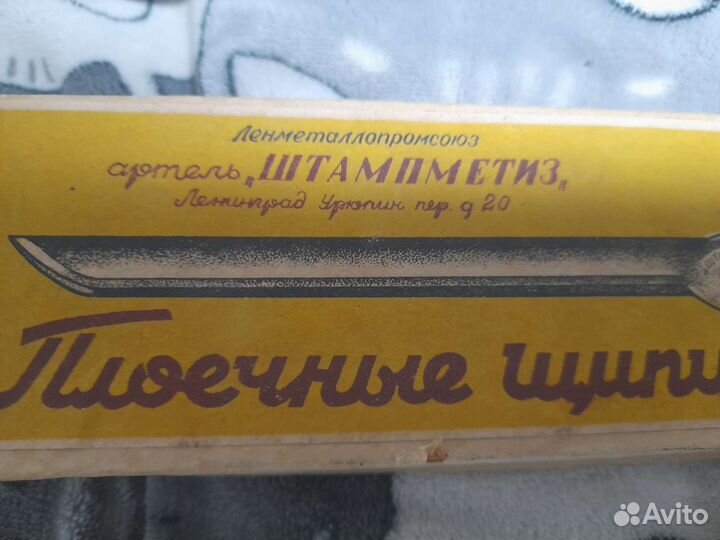 Ленметаллопромсоюз
артель „ШТАМПМЕТИЗ„
Ленинград Урюпин пер. д 20
Плоечные щипц
Avito